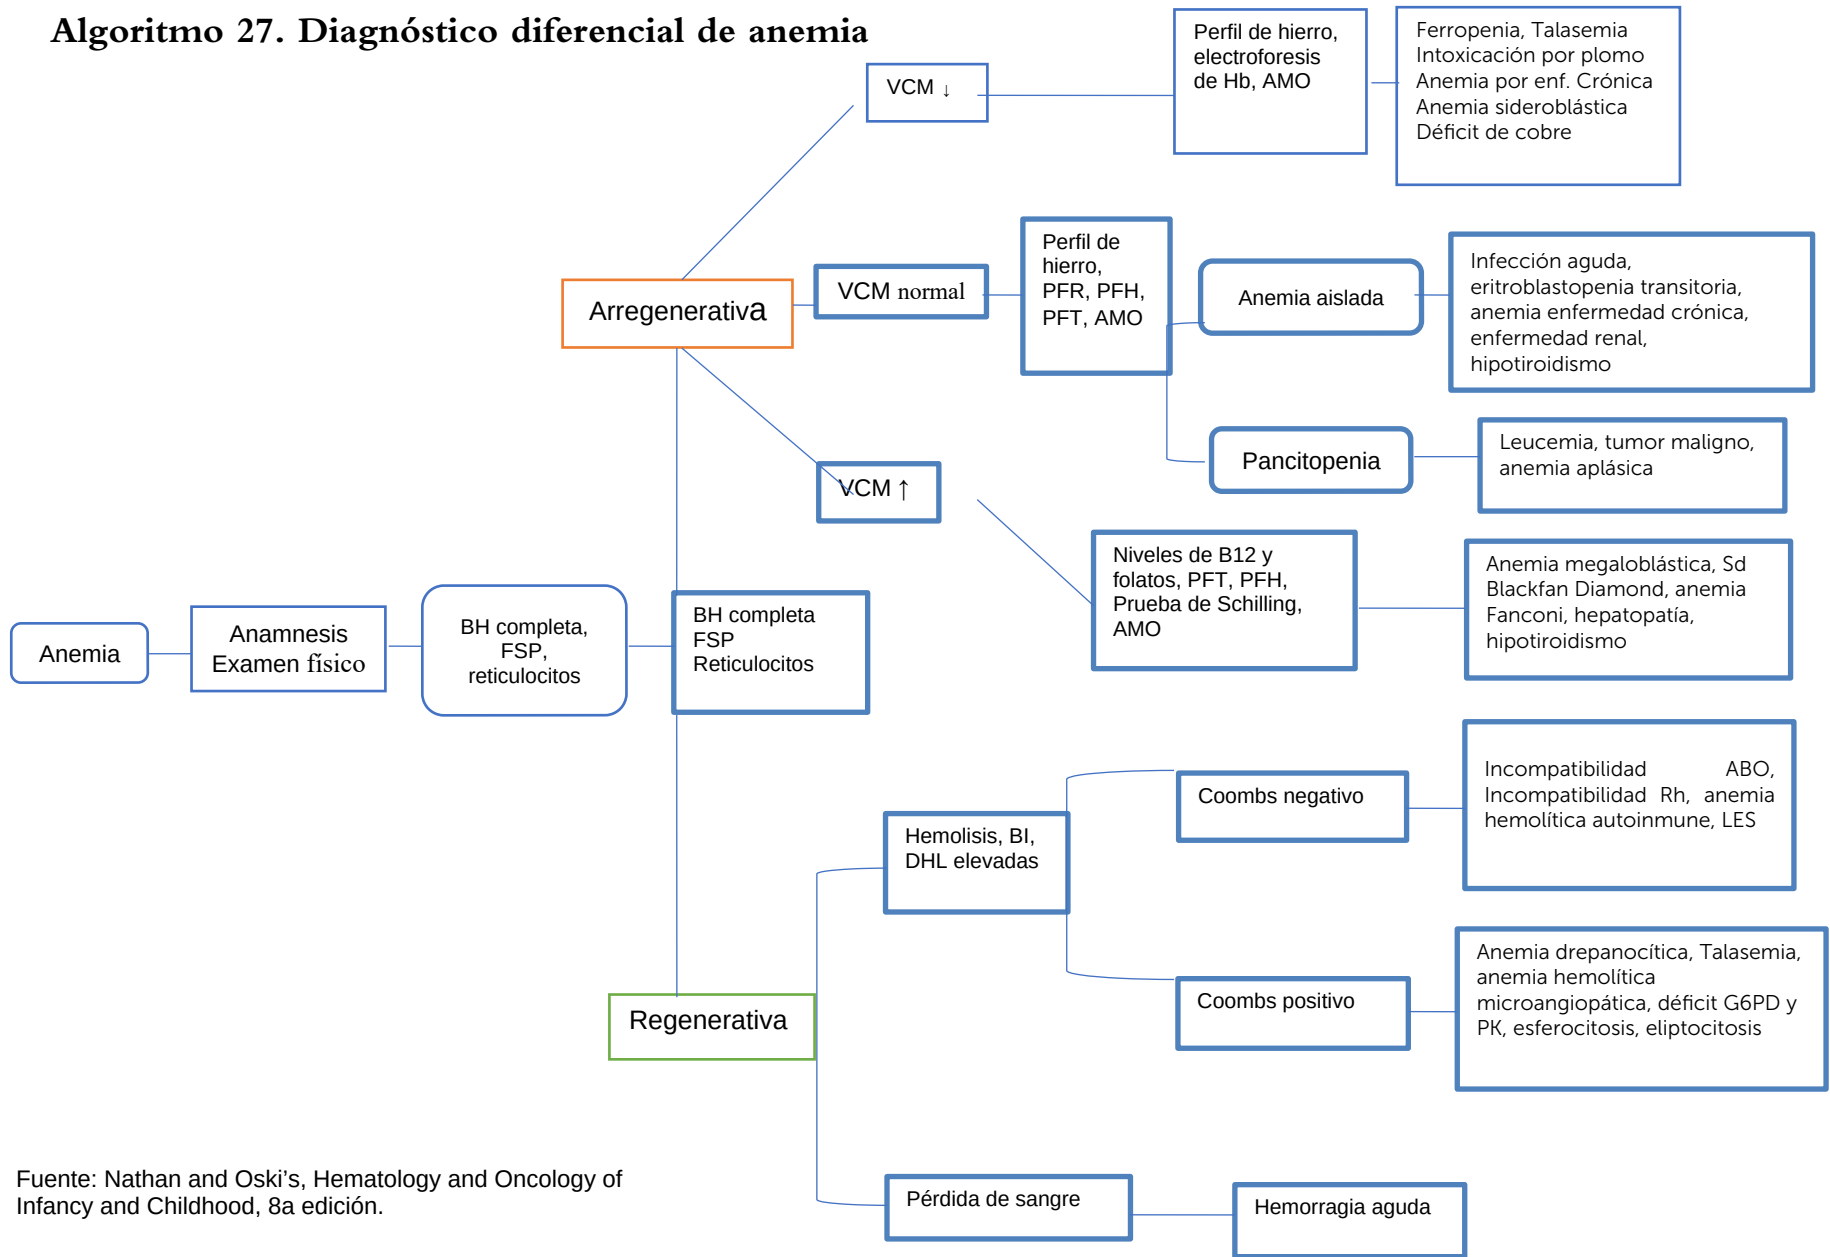 Algoritmo 27. Diagnóstico diferencial de anemia
VCM ↓
Perfil de hierro,
electroforesis
de Hb, AMO
Ferropenia, Talasemia
Intoxicación por plomo
Anemia por enf. Crónica
Anemia sideroblástica
Déficit de cobre
Arregenerativa
VCM normal
Perfil de
hierro,
PFR, PFH,
PFT, AMO
Anemia aislada
Infección aguda,
eritroblastopenia transitoria,
anemia enfermedad crónica,
enfermedad renal,
hipotiroidismo
Pancitopenia
Leucemia, tumor maligno,
anemia aplásica
VCM ↑
Niveles de B12 y
folatos, PFT, PFH,
Prueba de Schilling,
AMO
Anemia megaloblástica, Sd
Blackfan Diamond, anemia
Fanconi, hepatopatía,
hipotiroidismo
Anemia
Anamnesis
Examen físico
BH completa,
FSP,
reticulocitos
BH completa
FSP
Reticulocitos
Regenerativa
Hemolisis, BI,
DHL elevadas
Coombs negativo
Incompatibilidad ABO,
Incompatibilidad Rh, anemia
hemolítica autoinmune, LES
Coombs positivo
Anemia drepanocítica, Talasemia,
anemia hemolítica
microangiopática, déficit G6PD y
PK, esferocitosis, eliptocitosis
Pérdida de sangre
Hemorragia aguda
Fuente: Nathan and Oski’s, Hematology and Oncology of
Infancy and Childhood, 8a edición.